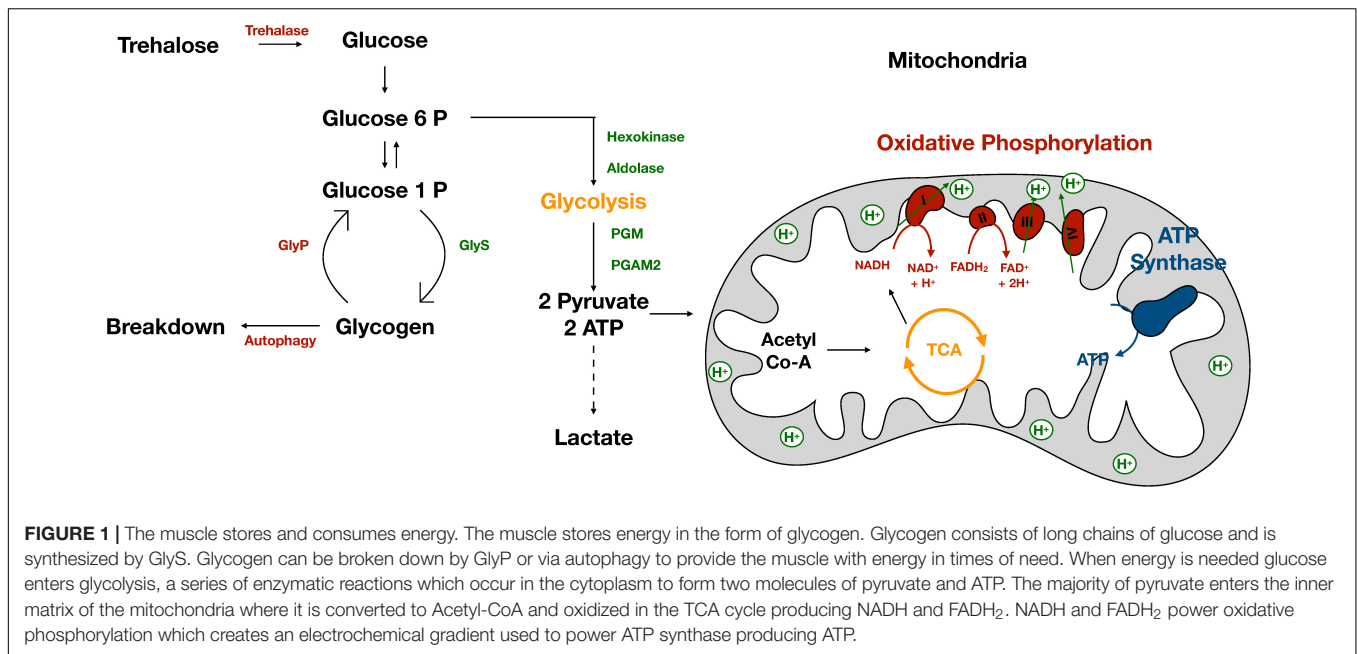 Trehalose
Trehalase
Glucose
Glucose 6 P
Glucose 1 P
GlyP
GlyS
Glycogen
Autophagy
Breakdown
Hexokinase
Aldolase
Glycolysis
PGM
PGAM2
2 Pyruvate
2 ATP
Lactate
Mitochondria
Oxidative Phosphorylation
H+
H+
H+
H+
H+
I
II
III
IV
NADH
NAD+
+ H+
FADH2
FAD+
+ 2H+
ATP
Synthase
ATP
Acetyl
Co-A
TCA
H+
H+
H+
H+
H+
FIGURE 1 | The muscle stores and consumes energy. The muscle stores energy in the form of glycogen. Glycogen consists of long chains of glucose and is
synthesized by GlyS. Glycogen can be broken down by GlyP or via autophagy to provide the muscle with energy in times of need. When energy is needed glucose
enters glycolysis, a series of enzymatic reactions which occur in the cytoplasm to form two molecules of pyruvate and ATP. The majority of pyruvate enters the inner
matrix of the mitochondria where it is converted to Acetyl-CoA and oxidized in the TCA cycle producing NADH and FADH2. NADH and FADH2 power oxidative
phosphorylation which creates an electrochemical gradient used to power ATP synthase producing ATP.